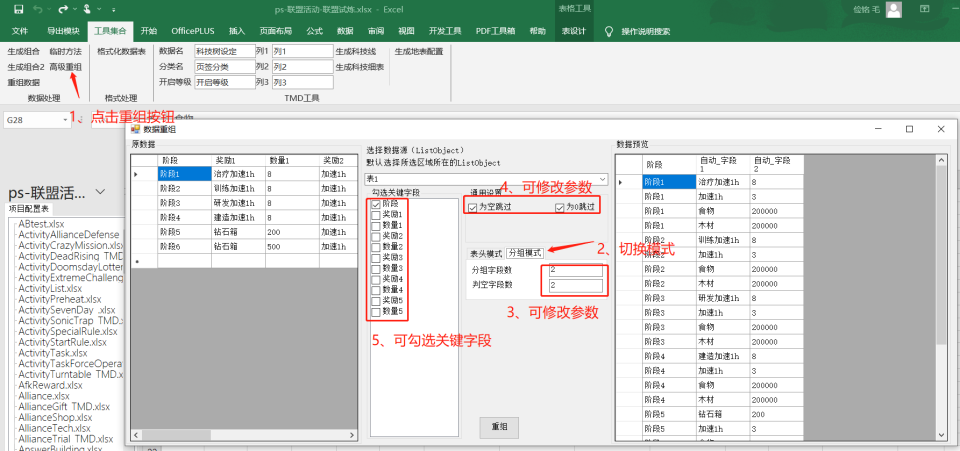 ps-联盟活动-联盟试炼.xlsx - Excel
表格工具
俭铭 毛
文件 导出模块 工具集合 开始 OfficePLUS 插入 页面布局 公式 数据 审阅 视图 开发工具 PDF工具箱 帮助 表设计 操作说明搜索
生成组合 临时方法 格式化数据表 数据名 科技树设定 列1 列1 生成科技线 生成地表配置
生成组合2 高级重组 分类名 页签分类 列2 列2 生成科技细表
重组数据 开启等级 开启等级 列3 列3
数据处理 格式处理 TMD工具
1、点击重组按钮
G28
数据重组
原数据
阶段 奖励1 数量1 奖励2
阶段1 治疗加速1h 8 加速1h
阶段2 训练加速1h 8 加速1h
阶段3 研发加速1h 8 加速1h
阶段4 建造加速1h 8 加速1h
阶段5 钻石箱 200 加速1h
阶段6 钻石箱 500 加速1h
选择数据源（ListObject）
默认选择所选区域所在的ListObject
表1
勾选关键字段
阶段
奖励1
数量1
奖励2
数量2
奖励3
数量3
奖励4
数量4
奖励5
数量5
5、可勾选关键字段
通用设置
4、可修改参数
为空跳过 为0跳过
2、切换模式
表头模式 分组模式
分组字段数 2
判空字段数 2
3、可修改参数
重组
数据预览
阶段 自动_字段1 自动_字段2
阶段1 治疗加速1h 8
阶段1 加速1h 3
阶段1 食物 200000
阶段1 木材 200000
阶段2 训练加速1h 8
阶段2 加速1h 3
阶段2 食物 200000
阶段2 木材 200000
阶段3 研发加速1h 8
阶段3 加速1h 3
阶段3 食物 200000
阶段3 木材 200000
阶段4 建造加速1h 8
阶段4 加速1h 3
阶段4 食物 200000
阶段4 木材 200000
阶段5 钻石箱 200
阶段5 加速1h 3
阶段5 食物 200000
ps-联盟活...
项目配置表
ABtest.xlsx
ActivityAllianceDefense
ActivityCrazyMission.xlsx
ActivityDeadRising TMD
ActivityDoomsdayLotter
ActivityExtremeChalleng
ActivityList.xlsx
ActivityPreheat.xlsx
ActivitySevenDay .xlsx
ActivitySonicTrap TMD.x
ActivitySpecialRule.xlsx
ActivityStartRule.xlsx
ActivityTask.xlsx
ActivityTaskForceOperat
ActivityTurntable TMD.x
AfkReward.xlsx
Alliance.xlsx
AllianceGift TMD.xlsx
AllianceShop.xlsx
AllianceTech.xlsx
AllianceTrial TMD.xlsx
AnswerBuilding.xlsx